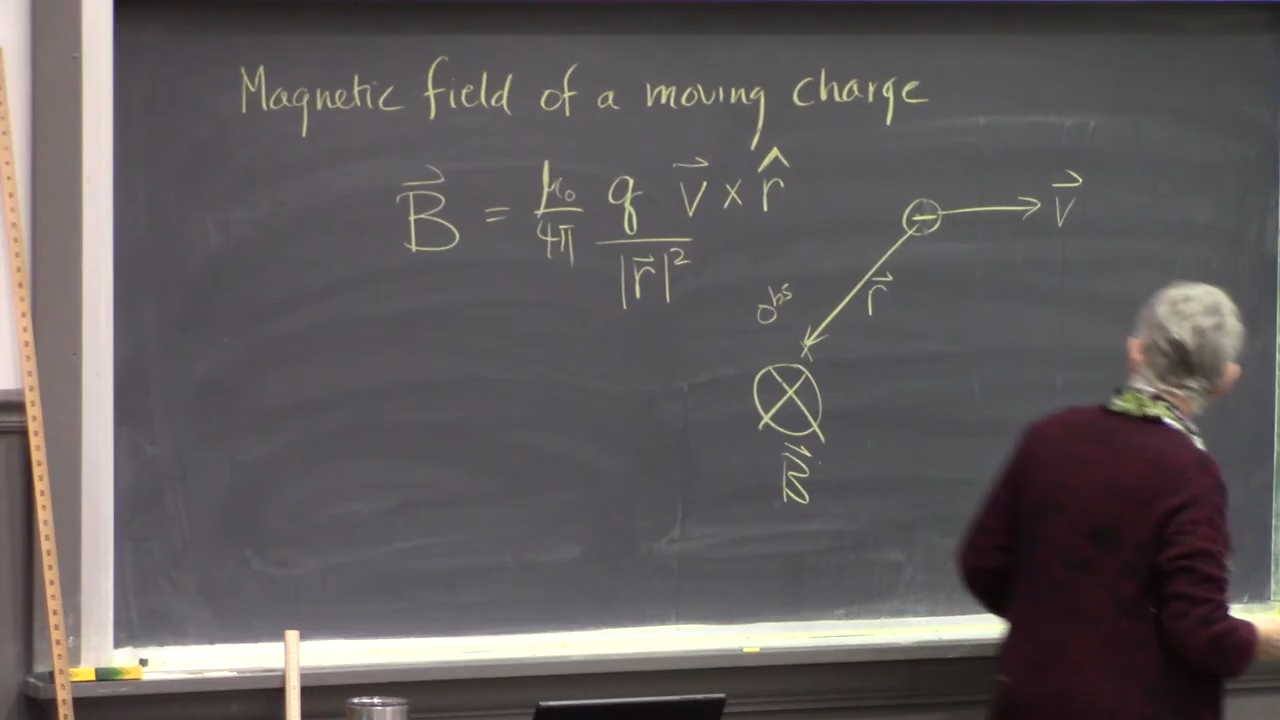 Magnetic field of a moving charge
B⃗ = μ₀/4π q v⃗ × r̂ / |r⃗|²
− v⃗
r⃗
obs
B⃗